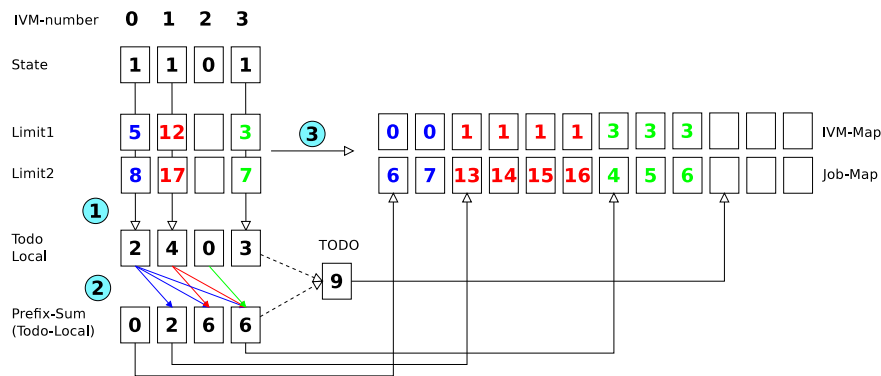 IVM-number 0 1 2 3
State 1 1 0 1
Limit1 5 12 3 3 0 0 1 1 1 1 3 3 3 IVM-Map
Limit2 8 17 7 6 7 13 14 15 16 4 5 6 Job-Map
1
Todo
Local 2 4 0 3 TODO
9
2
Prefix-Sum
(Todo-Local) 0 2 6 6